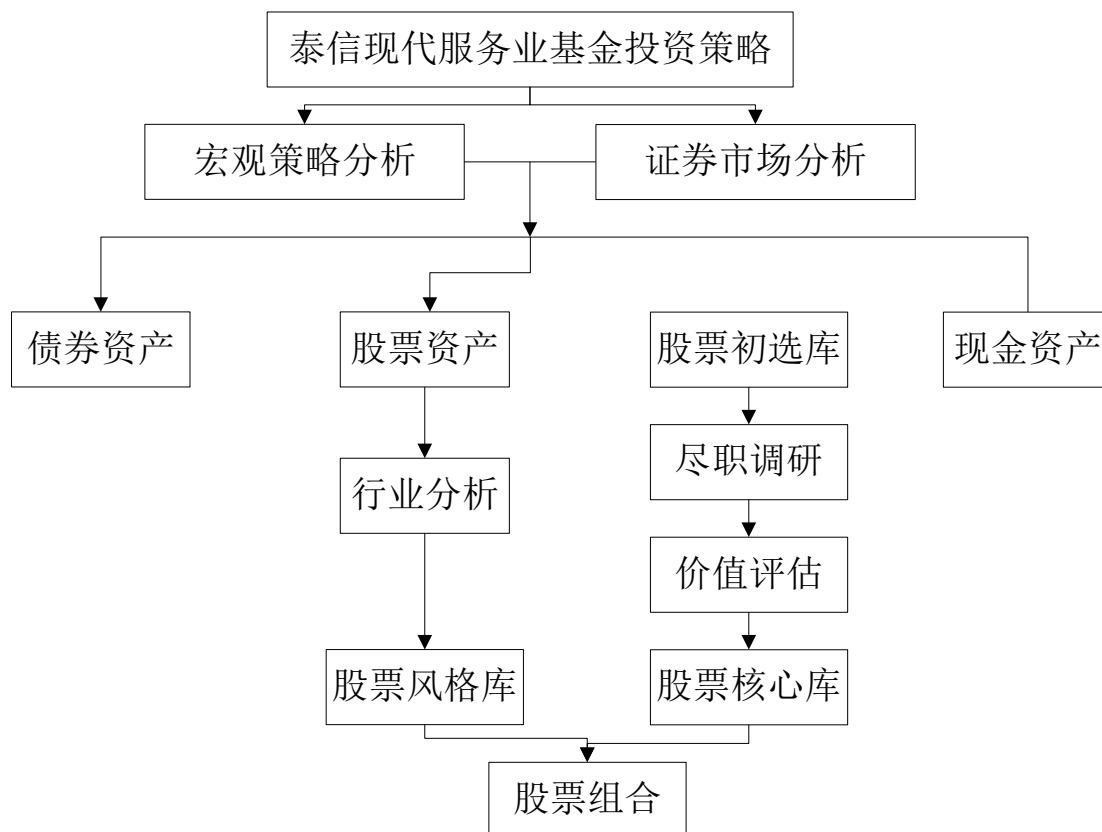 泰信现代服务业基金投资策略
宏观策略分析
证券市场分析
债券资产
股票资产
股票初选库
现金资产
尽职调研
行业分析
价值评估
股票风格库
股票核心库
股票组合